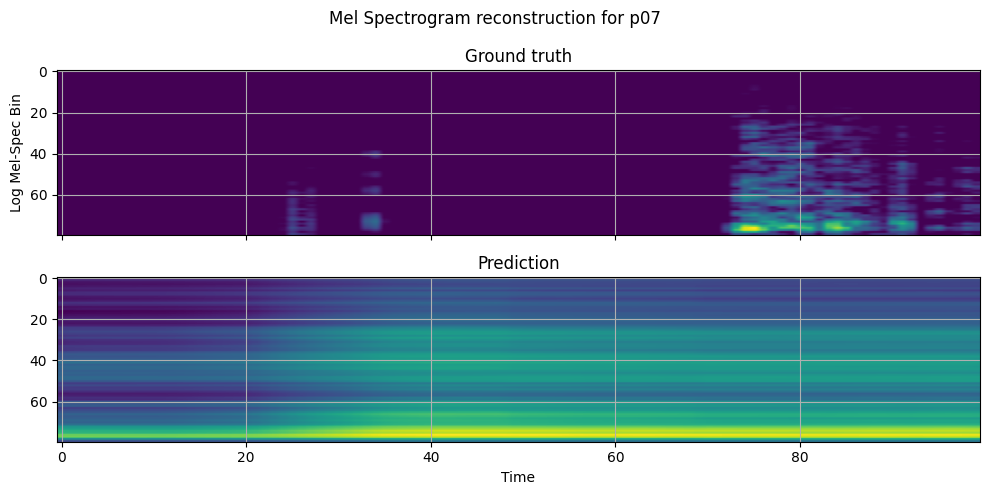 Mel Spectrogram reconstruction for p07
Ground truth
0
20
40
60
Log Mel-Spec Bin
Prediction
0
20
40
60
0 20 40 60 80
Time